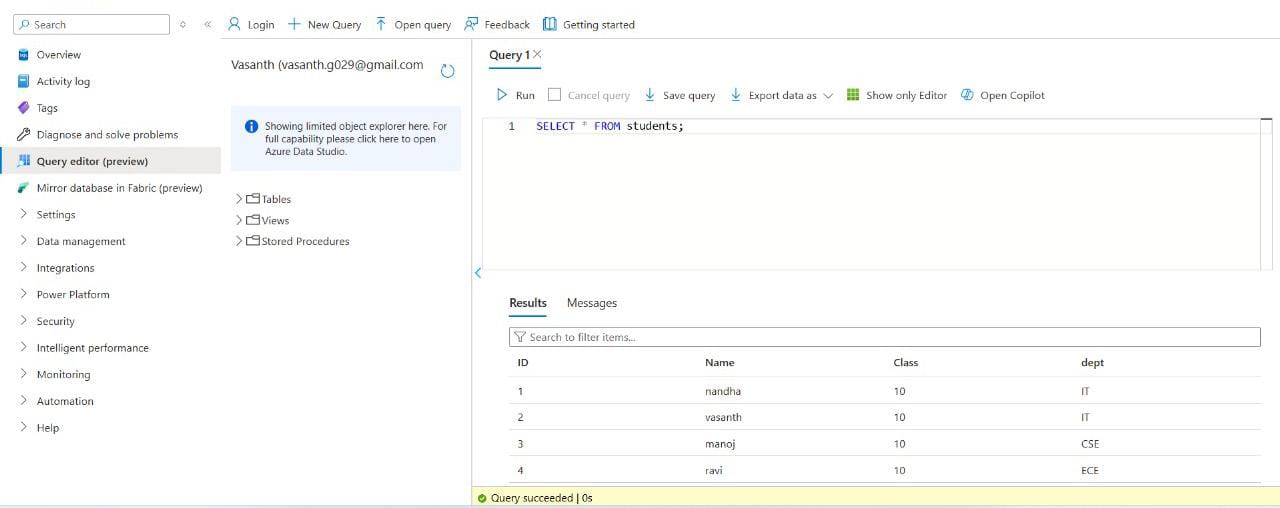 Search
Login New Query Open query Feedback Getting started
Overview
Activity log
Tags
Diagnose and solve problems
Query editor (preview)
Mirror database in Fabric (preview)
Settings
Data management
Integrations
Power Platform
Security
Intelligent performance
Monitoring
Automation
Help
Vasanth (vasanth.g029@gmail.com
Showing limited object explorer here. For
full capability please click here to open
Azure Data Studio.
Tables
Views
Stored Procedures
Query 1
Run Cancel query Save query Export data as Show only Editor Open Copilot
1 SELECT * FROM students;
Results Messages
Search to filter items...
ID Name Class dept
1 nandha 10 IT
2 vasanth 10 IT
3 manoj 10 CSE
4 ravi 10 ECE
Query succeeded | 0s